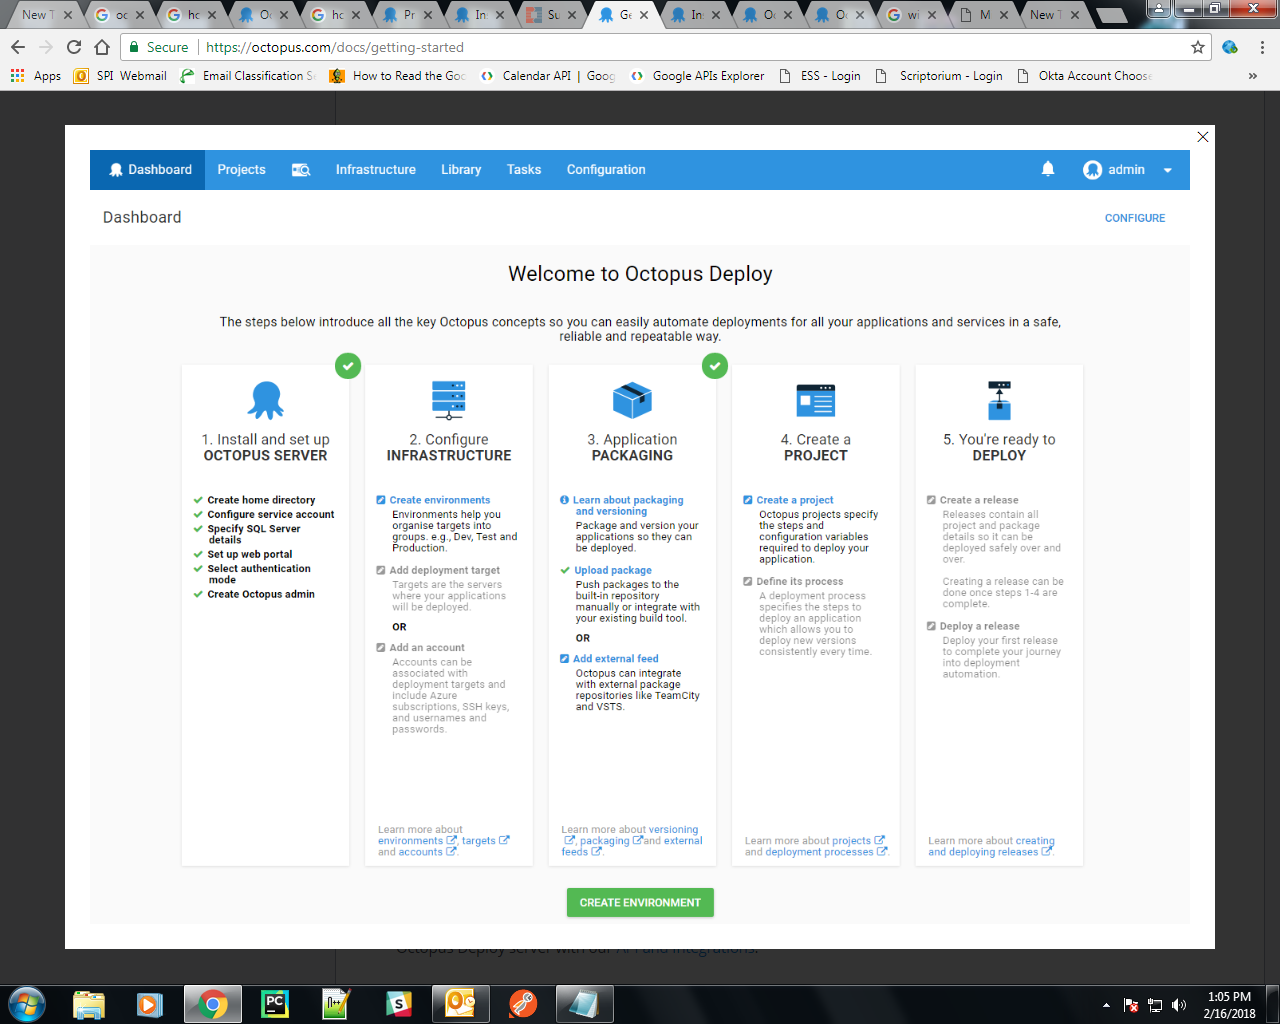 New T
oc
ho
Oc
ho
Pr
Ins
Su
Ge
Ins
Oc
Oc
wi
M
New T
Secure
https://octopus.com/docs/getting-started
Apps
SPI Webmail
Email Classification S
How to Read the Goo
Calendar API | Goog
Google APIs Explorer
ESS - Login
Scriptorium - Login
Okta Account Choose
»
Dashboard
Projects
Infrastructure
Library
Tasks
Configuration
admin
Dashboard
CONFIGURE
Welcome to Octopus Deploy
The steps below introduce all the key Octopus concepts so you can easily automate deployments for all your applications and services in a safe,
reliable and repeatable way.
1. Install and set up
OCTOPUS SERVER
Create home directory
Configure service account
Specify SQL Server
details
Set up web portal
Select authentication
mode
Create Octopus admin
2. Configure
INFRASTRUCTURE
Create environments
Environments help you
organise targets into
groups. e.g., Dev, Test and
Production.
Add deployment target
Targets are the servers
where your applications
will be deployed.
OR
Add an account
Accounts can be
associated with
deployment targets and
include Azure
subscriptions, SSH keys,
and usernames and
passwords.
Learn more about
environments, targets
and accounts.
3. Application
PACKAGING
Learn about packaging
and versioning
Package and version your
applications so they can
be deployed.
Upload package
Push packages to the
built-in repository
manually or integrate with
your existing build tool.
OR
Add external feed
Octopus can integrate
with external package
repositories like TeamCity
and VSTS.
Learn more about versioning
, packaging and external
feeds.
4. Create a
PROJECT
Create a project
Octopus projects specify
the steps and
configuration variables
required to deploy your
application.
Define its process
A deployment process
specifies the steps to
deploy an application
which allows you to
deploy new versions
consistently every time.
Learn more about projects
and deployment processes.
5. You're ready to
DEPLOY
Create a release
Releases contain all
project and package
details so it can be
deployed safely over and
over.
Creating a release can be
done once steps 1-4 are
complete.
Deploy a release
Deploy your first release
to complete your journey
into deployment
automation.
Learn more about creating
and deploying releases.
CREATE ENVIRONMENT
Octopus Deploy server with our API and Integrations.
1:05 PM
2/16/2018